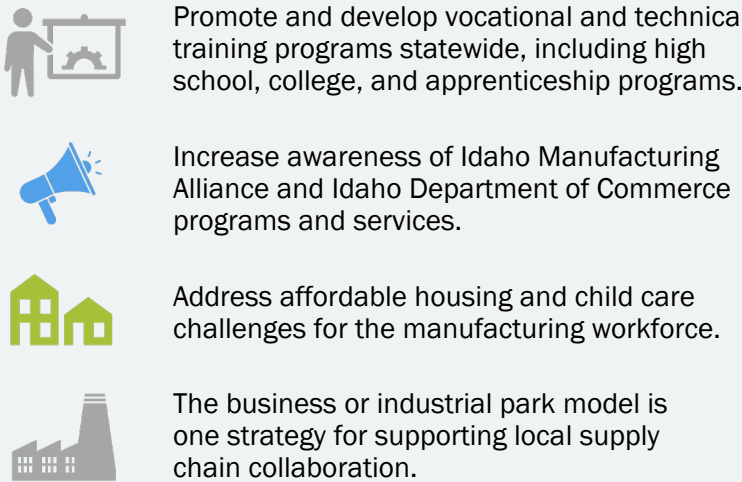 Promote and develop vocational and technica
training programs statewide, including high
school, college, and apprenticeship programs.
Increase awareness of Idaho Manufacturing
Alliance and Idaho Department of Commerce
programs and services.
Address affordable housing and child care
challenges for the manufacturing workforce.
The business or industrial park model is
one strategy for supporting local supply
chain collaboration.